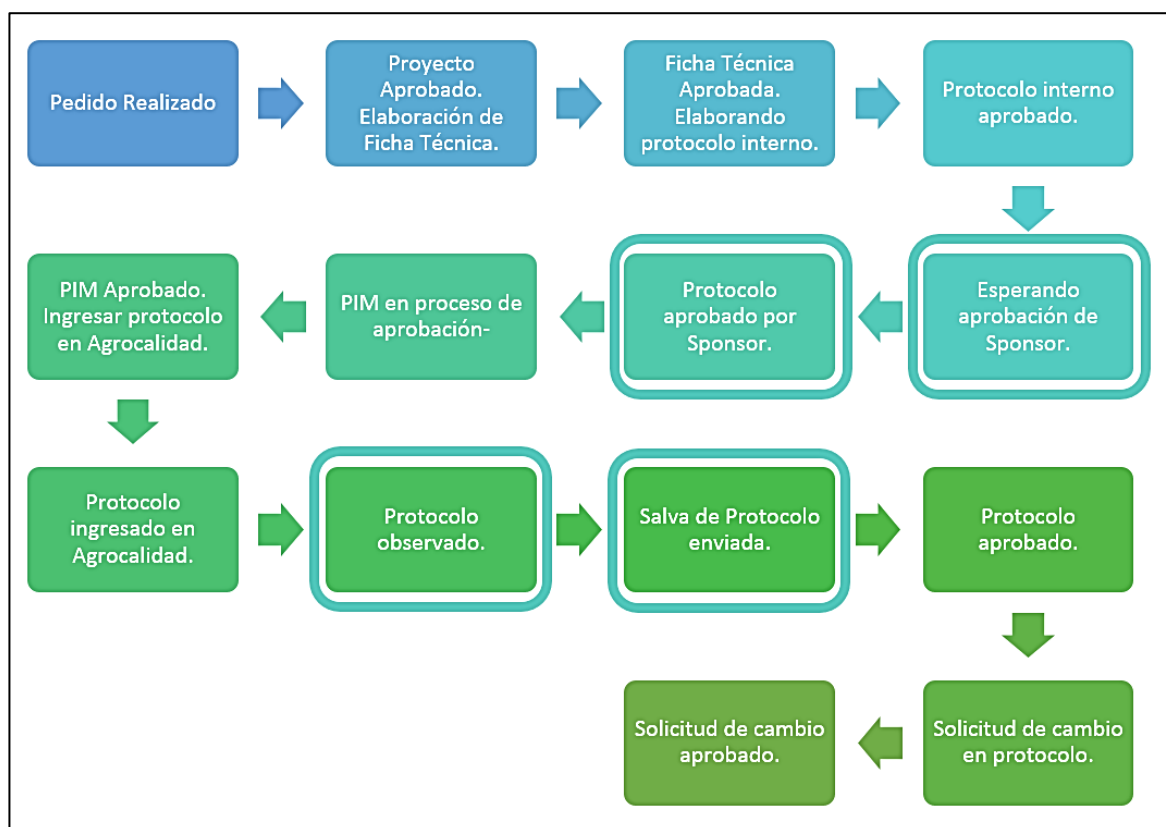 Pedido Realizado
Proyecto
Aprobado.
Elaboración de
Ficha Técnica.
Ficha Técnica
Aprobada.
Elaborando
protocolo interno.
Protocolo interno
aprobado.
Esperando
aprobación de
Sponsor.
Protocolo
aprobado por
Sponsor.
PIM en proceso de
aprobación-
PIM Aprobado.
Ingresar protocolo
en Agrocalidad.
Protocolo
ingresado en
Agrocalidad.
Protocolo
observado.
Salva de Protocolo
enviada.
Protocolo
aprobado.
Solicitud de cambio
en protocolo.
Solicitud de cambio
aprobado.